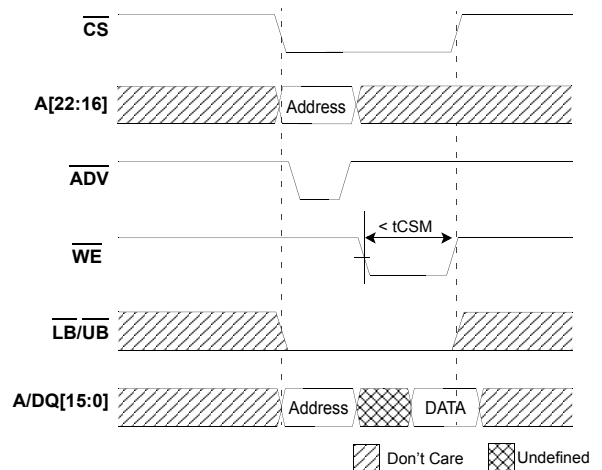 CS
A[22:16]
Address
ADV
< tCSM
WE
LB/UB
A/DQ[15:0]
Address
DATA
Don't Care
Undefined